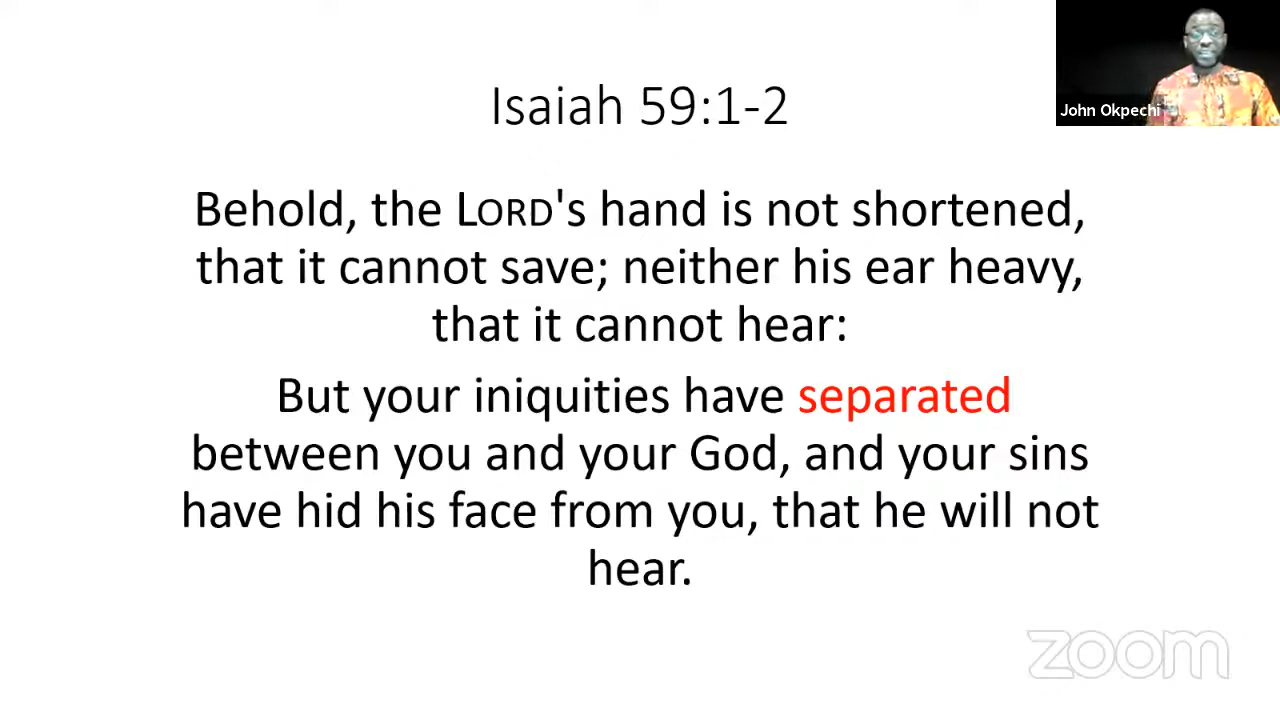 Isaiah 59:1-2
John Okpechi
Behold, the LORD's hand is not shortened,
that it cannot save; neither his ear heavy,
that it cannot hear:
But your iniquities have separated
between you and your God, and your sins
have hid his face from you, that he will not
hear.
zoom